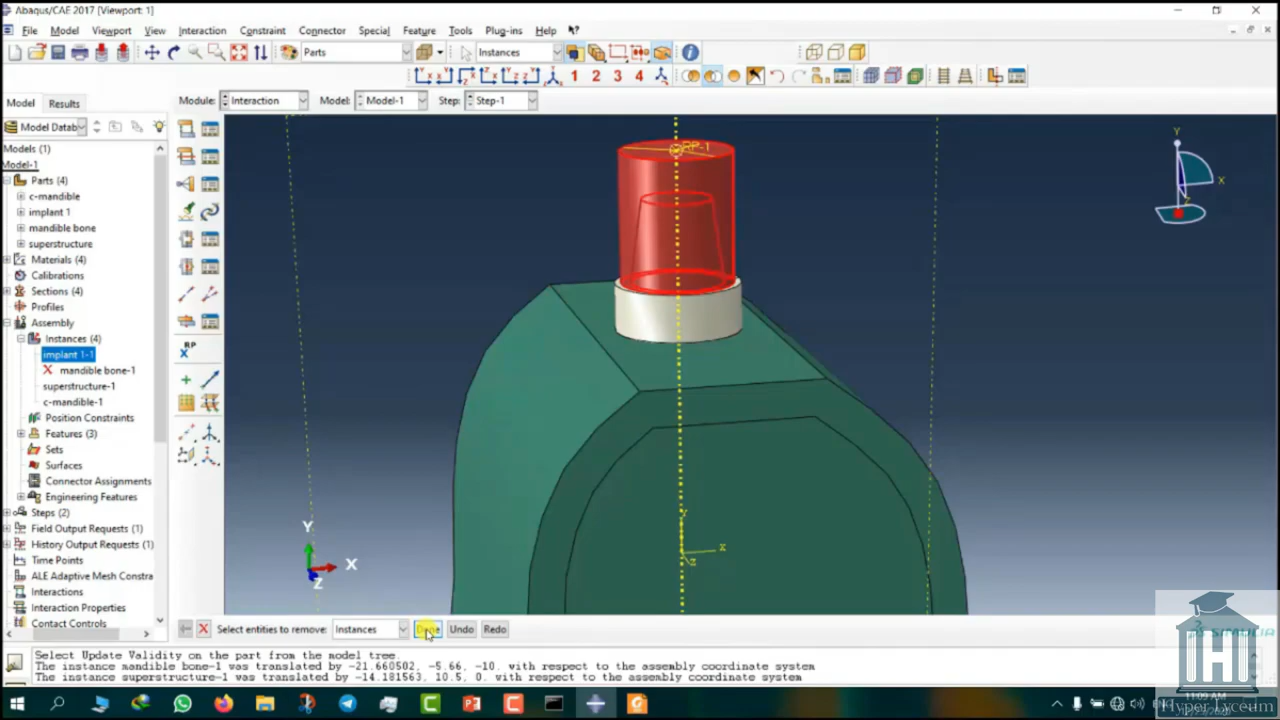 Abaqus/CAE 2017 [Viewport: 1]
File Model Viewport View Interaction Constraint Connector Special Feature Tools Plug-ins Help
Parts Instances
1 2 3 4
Model Results Module: Interaction Model: Model-1 Step: Step-1
Model Datab
Models (1)
Model-1
Parts (4)
c-mandible
implant 1
mandible bone
superstructure
Materials (4)
Calibrations
Sections (4)
Profiles
Assembly
Instances (4)
implant 1-1
mandible bone-1
superstructure-1
c-mandible-1
Position Constraints
Features (3)
Sets
Surfaces
Connector Assignments
Engineering Features
Steps (2)
Field Output Requests (1)
History Output Requests (1)
Time Points
ALE Adaptive Mesh Constra
Interactions
Interaction Properties
Contact Controls
RP
X
RP-1
Y
X
Z
Y
X
Z
Y
X
Z
Select entities to remove: Instances Done Undo Redo
Select Update Validity on the part from the model tree.
The instance mandible bone-1 was translated by -21.660502, -5.66, -10. with respect to the assembly coordinate system
The instance superstructure-1 was translated by -14.181563, 10.5, 0. with respect to the assembly coordinate system
11:09 AM
Hyper Lyceum